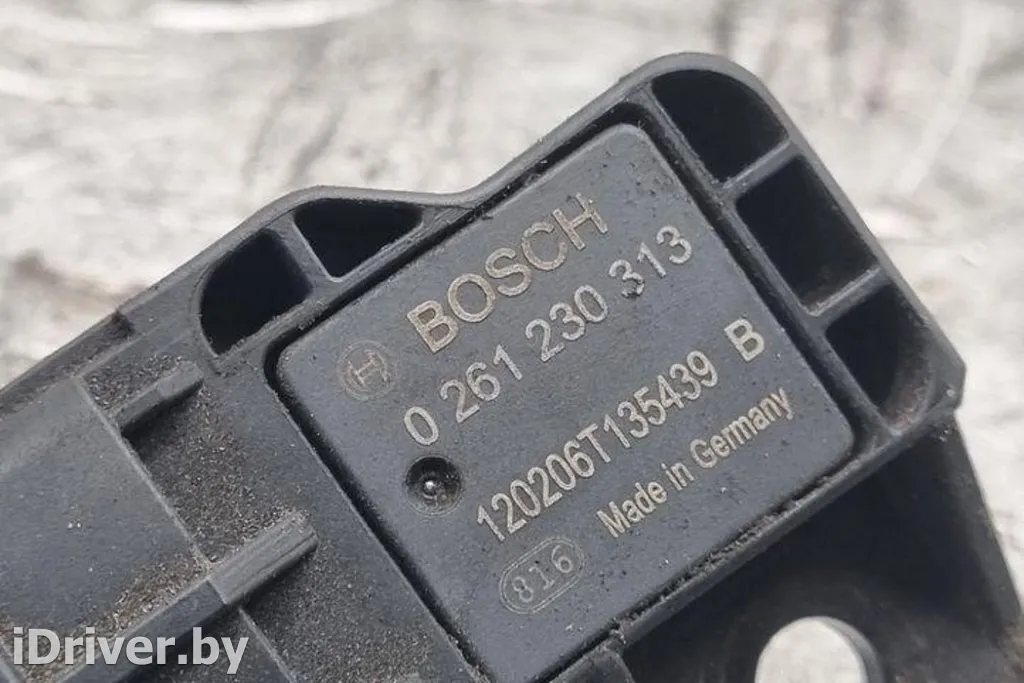 BOSCH
0 261 230 313
120206T135439 B
816 Made in Germany
iDriver.by